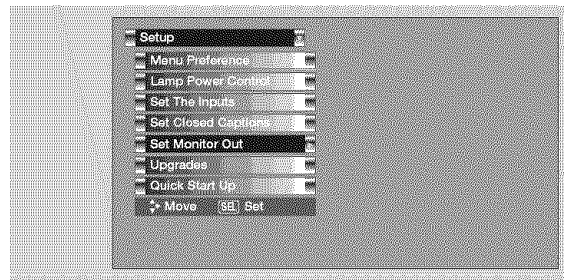 Setup
Menu Preference
Lamp Power Control
Set The Inputs
Set Closed Captions
Set Monitor Out
Upgrades
Quick Start Up
Move SEL Set